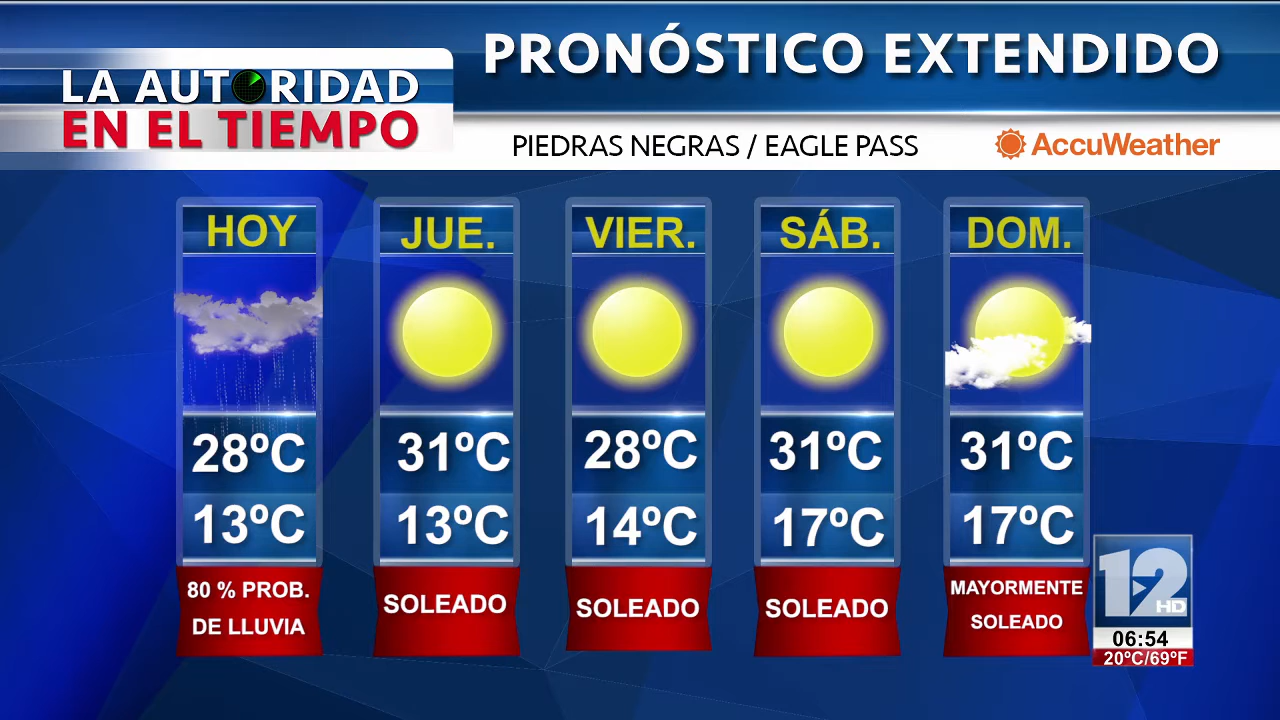 PRONÓSTICO EXTENDIDO
LA AUTORIDAD
EN EL TIEMPO
PIEDRAS NEGRAS / EAGLE PASS
AccuWeather
HOY
28ºC
13ºC
80 % PROB.
DE LLUVIA
JUE.
31ºC
13ºC
SOLEADO
VIER.
28ºC
14ºC
SOLEADO
SÁB.
31ºC
17ºC
SOLEADO
DOM.
31ºC
17ºC
MAYORMENTE
SOLEADO
12
HD
06:54
20ºC/69ºF